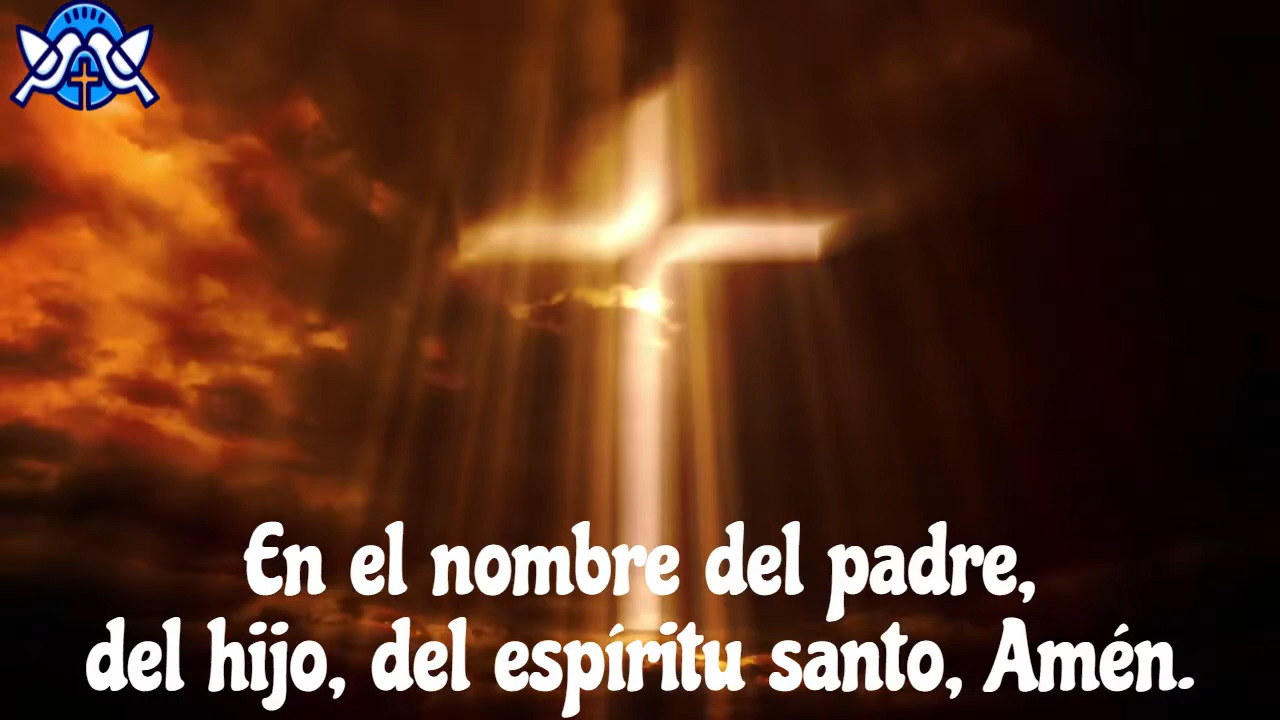 En el nombre del padre,
del hijo, del espíritu santo, Amén.